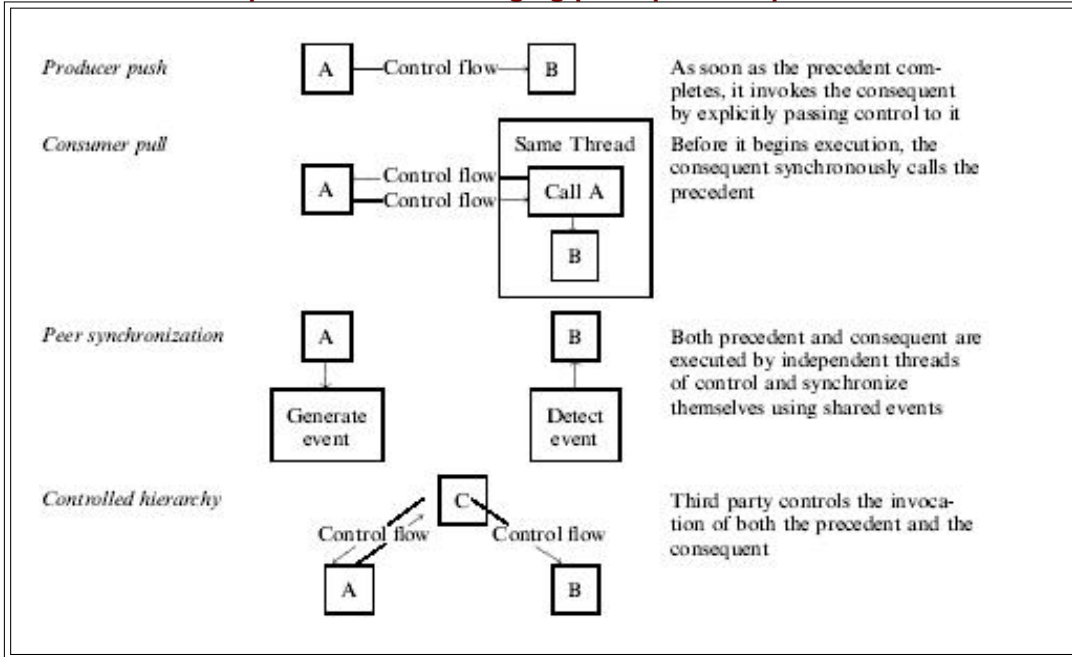 Producer push
A
Control flow
B
As soon as the precedent com-
pletes, it invokes the consequent
by explicitly passing control to it
Consumer pull
A
Control flow
Control flow
Same Thread
Call A
B
Before it begins execution, the
consequent synchronously calls the
precedent
Peer synchronization
A
Generate
event
B
Detect
event
Both precedent and consequent are
executed by independent threads
of control and synchronize
themselves using shared events
Controlled hierarchy
C
Control flow
Control flow
A
B
Third party controls the invoca-
tion of both the precedent and the
consequent